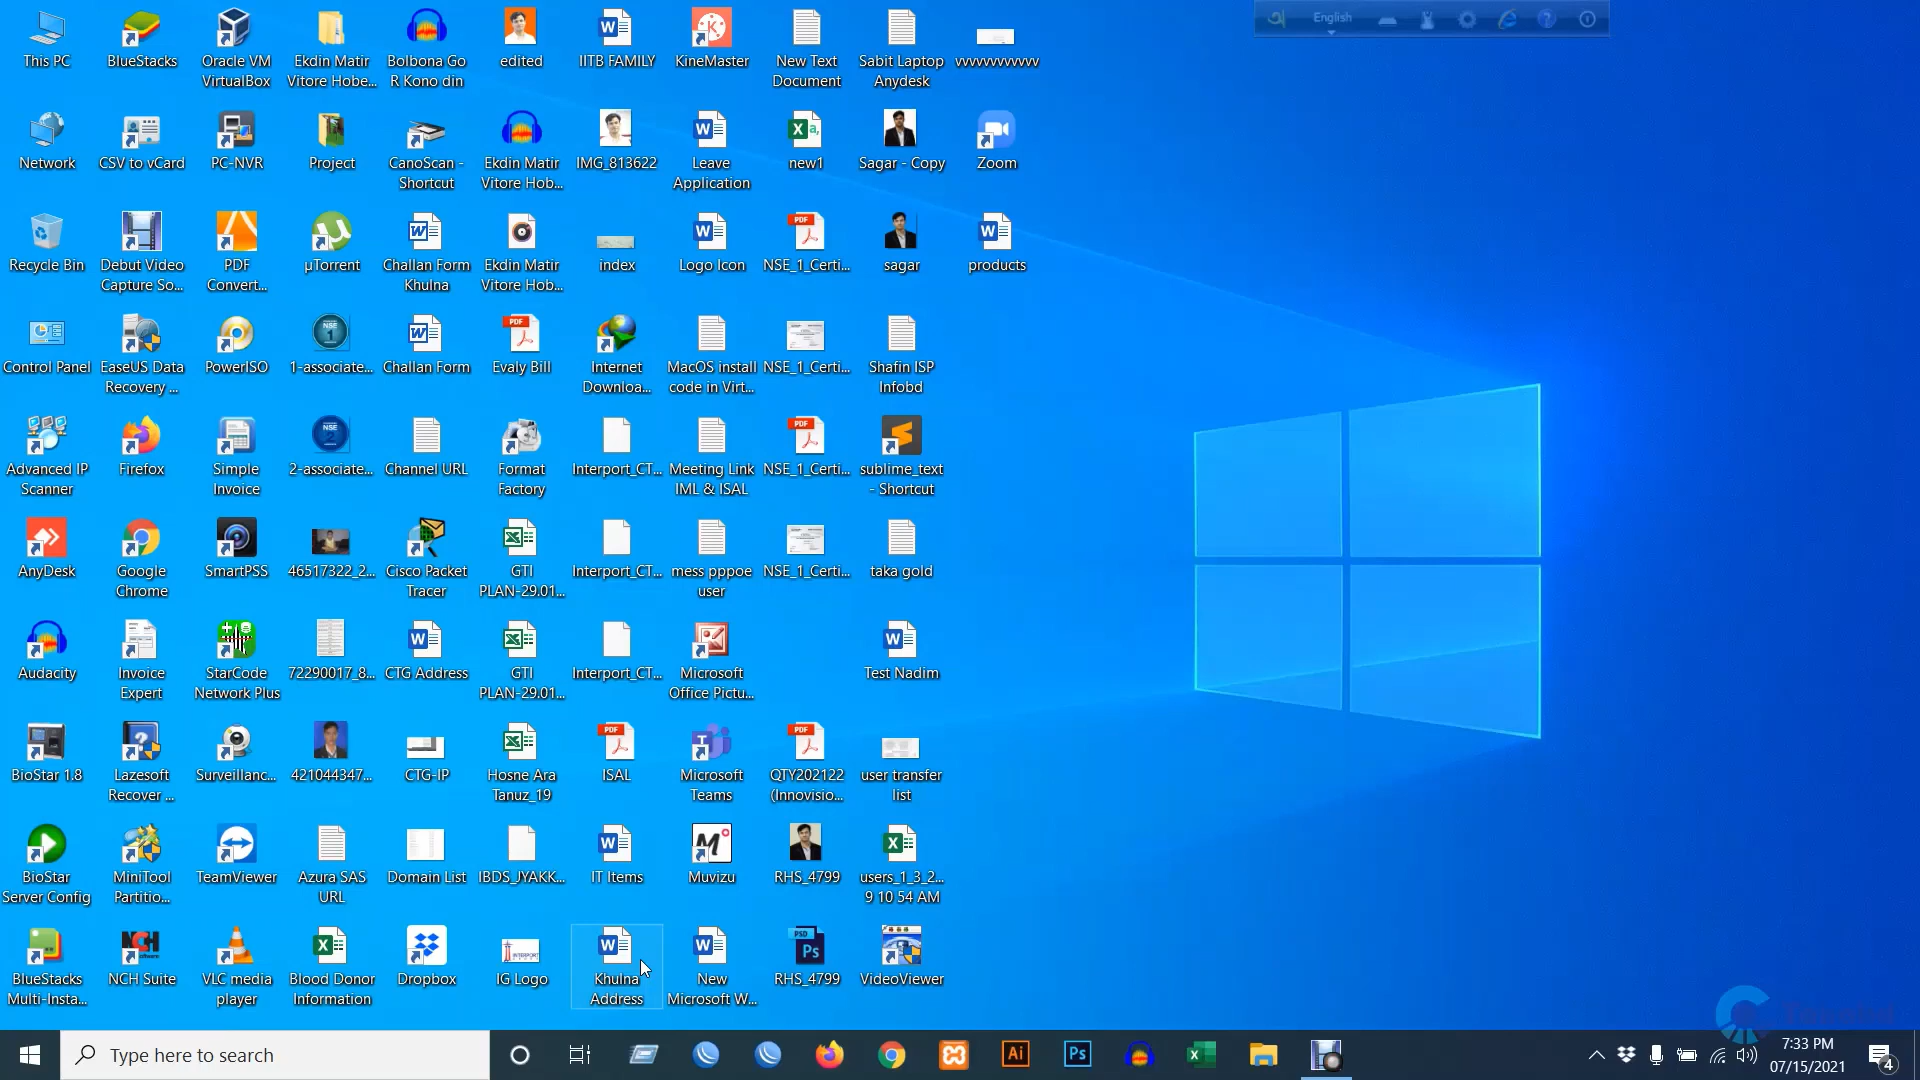 This PC
BlueStacks
Oracle VM
VirtualBox
Ekdin Matir
Vitore Hobe...
Bolbona Go
R Kono din
edited
IITB FAMILY
KineMaster
New Text
Document
Sabit Laptop
Anydesk
vvvvvvvvvvvv
English
Network
CSV to vCard
PC-NVR
Project
CanoScan -
Shortcut
Ekdin Matir
Vitore Hob...
IMG_813622
Leave
Application
new1
Sagar - Copy
Zoom
Recycle Bin
Debut Video
Capture So...
PDF
Convert...
µTorrent
Challan Form
Khulna
Ekdin Matir
Vitore Hob...
index
Logo Icon
NSE_1_Certi...
sagar
products
Control Panel
EaseUS Data
Recovery ...
PowerISO
1-associate...
Challan Form
Evaly Bill
Internet
Downloa...
MacOS install
code in Virt...
NSE_1_Certi...
Shafin ISP
Infobd
Advanced IP
Scanner
Firefox
Simple
Invoice
2-associate...
Channel URL
Format
Factory
Interport_CT...
Meeting Link
IML & ISAL
NSE_1_Certi...
sublime_text
- Shortcut
AnyDesk
Google
Chrome
SmartPSS
46517322_2...
Cisco Packet
Tracer
GTI
PLAN-29.01...
Interport_CT...
mess pppoe
user
NSE_1_Certi...
taka gold
Audacity
Invoice
Expert
StarCode
Network Plus
72290017_8...
CTG Address
GTI
PLAN-29.01...
Interport_CT...
Microsoft
Office Pictu...
Test Nadim
BioStar 1.8
Lazesoft
Recover ...
Surveillanc...
421044347...
CTG-IP
Hosne Ara
Tanuz_19
ISAL
Microsoft
Teams
QTY202122
(Innovisio...
user transfer
list
BioStar
Server Config
MiniTool
Partitio...
TeamViewer
Azura SAS
URL
Domain List
IBDS_JYAKK...
IT Items
Muvizu
RHS_4799
users_1_3_2...
9 10 54 AM
BlueStacks
Multi-Insta...
NCH Suite
VLC media
player
Blood Donor
Information
Dropbox
IG Logo
Khulna
Address
New
Microsoft W...
RHS_4799
VideoViewer
Type here to search
7:33 PM
07/15/2021
4